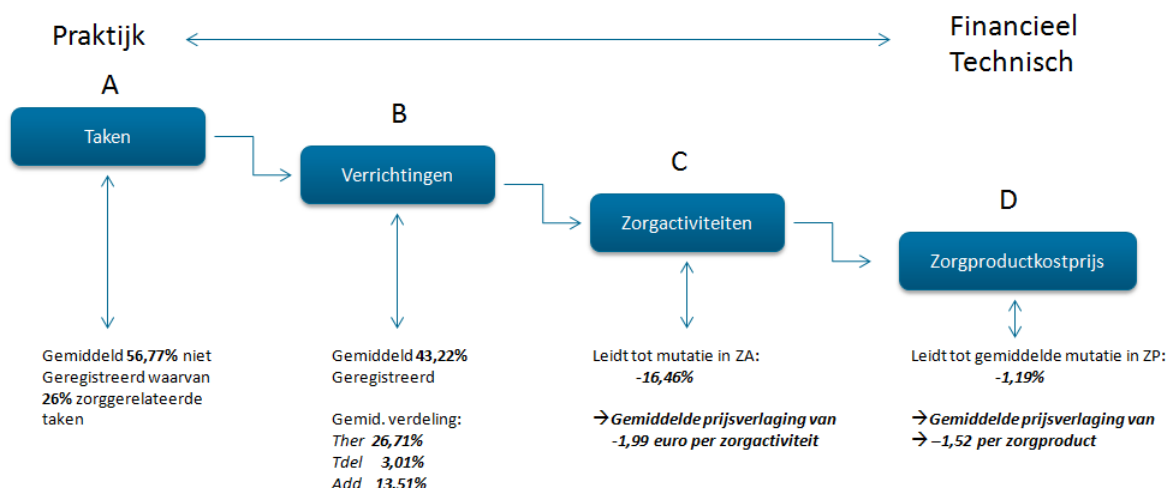 Praktijk
Financieel
Technisch
A
Taken
B
Verrichtingen
C
Zorgactiviteiten
D
Zorgproductkostprijs
Gemiddeld 56,77% niet
Geregistreerd waarvan
26% zorggerelateerde
taken
Gemiddeld 43,22%
Geregistreerd
Gemid. verdeling:
Ther 26,71%
Tdel 3,01%
Add 13,51%
Leidt tot mutatie in ZA:
-16,46%
→ Gemiddelde prijsverlaging van
-1,99 euro per zorgactiviteit
Leidt tot gemiddelde mutatie in ZP:
-1,19%
→ Gemiddelde prijsverlaging van
→ –1,52 per zorgproduct